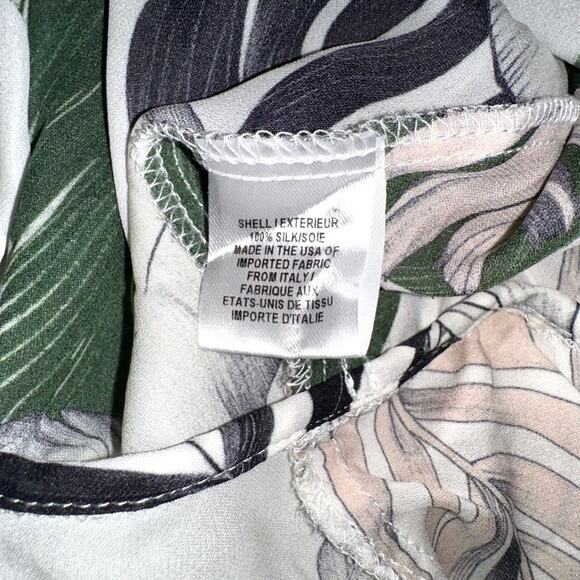 SHELL / EXTERIEUR
100% SILK/SOIE
MADE IN THE USA OF
IMPORTED FABRIC
FROM ITALY /
FABRIQUE AUX
ETATS-UNIS DE TISSU
IMPORTE D'ITALIE